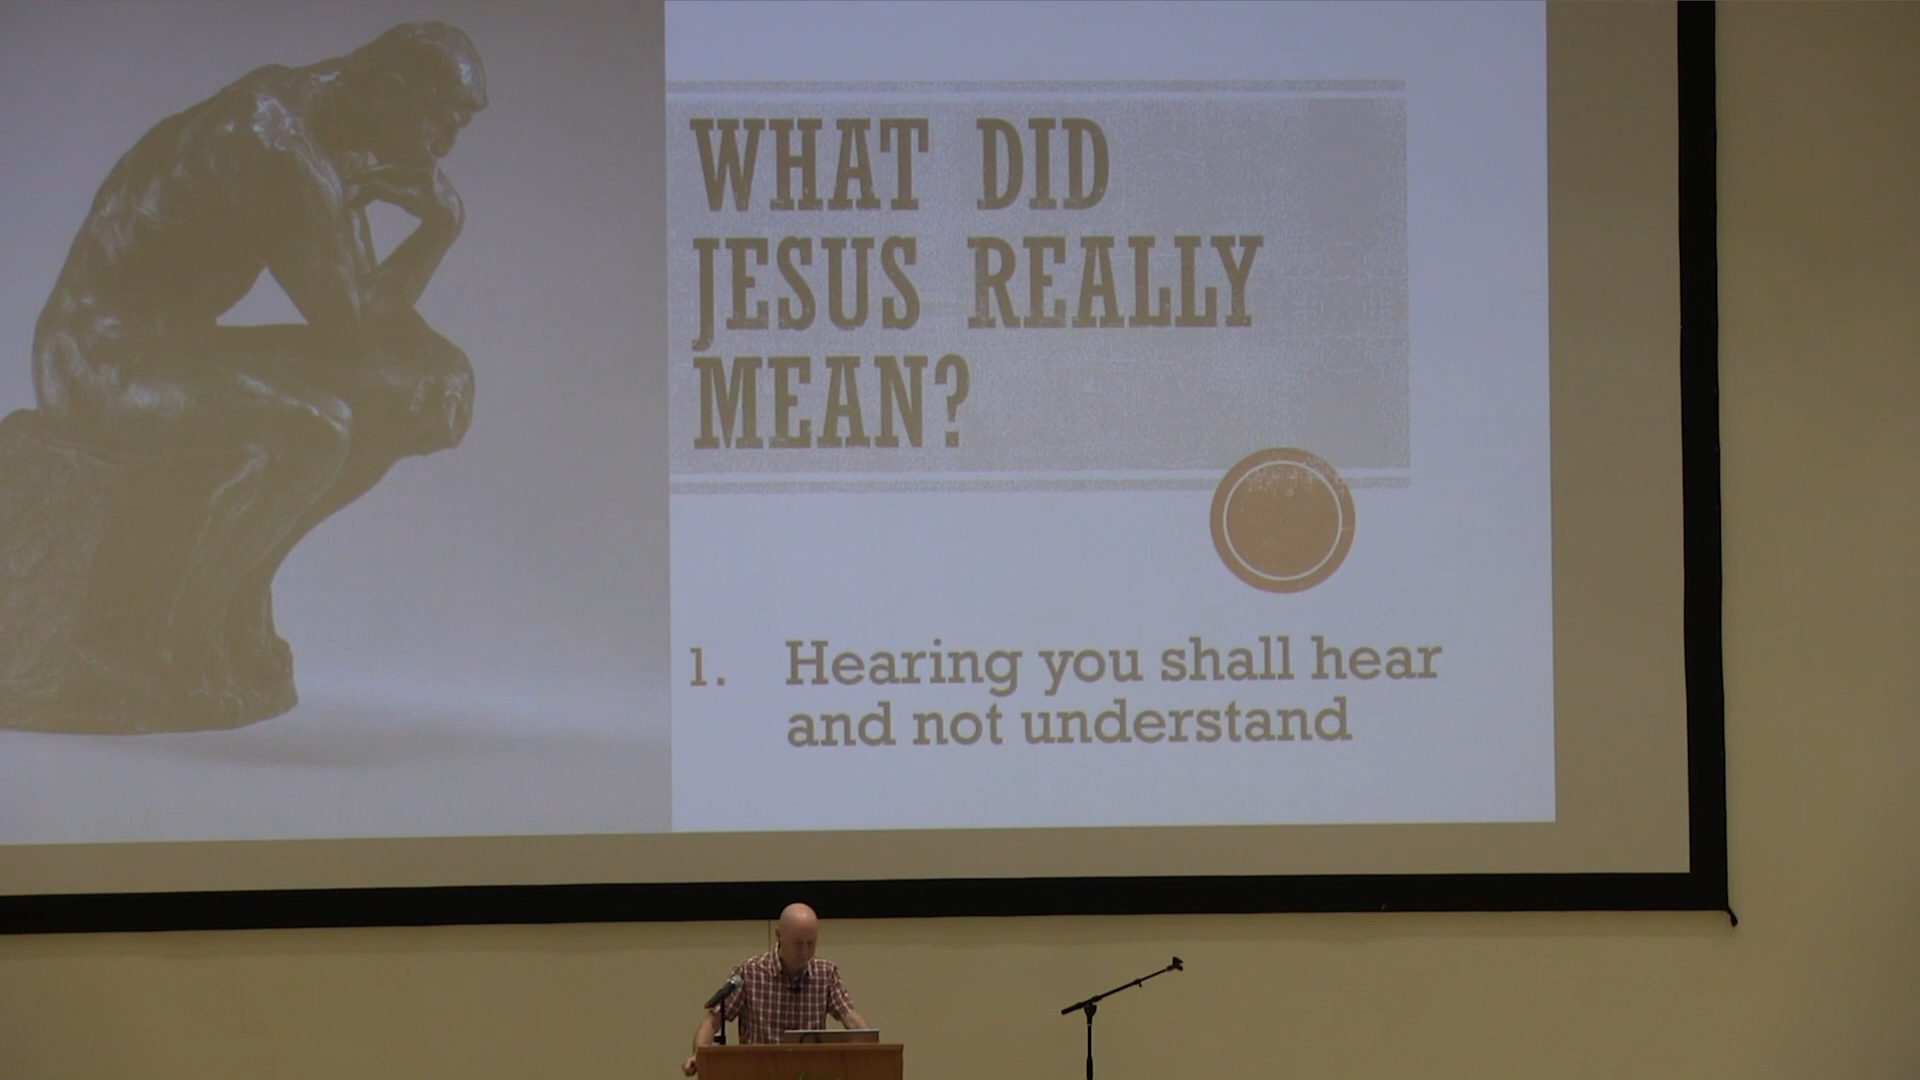 WHAT DID
JESUS REALLY
MEAN?
1. Hearing you shall hear
and not understand